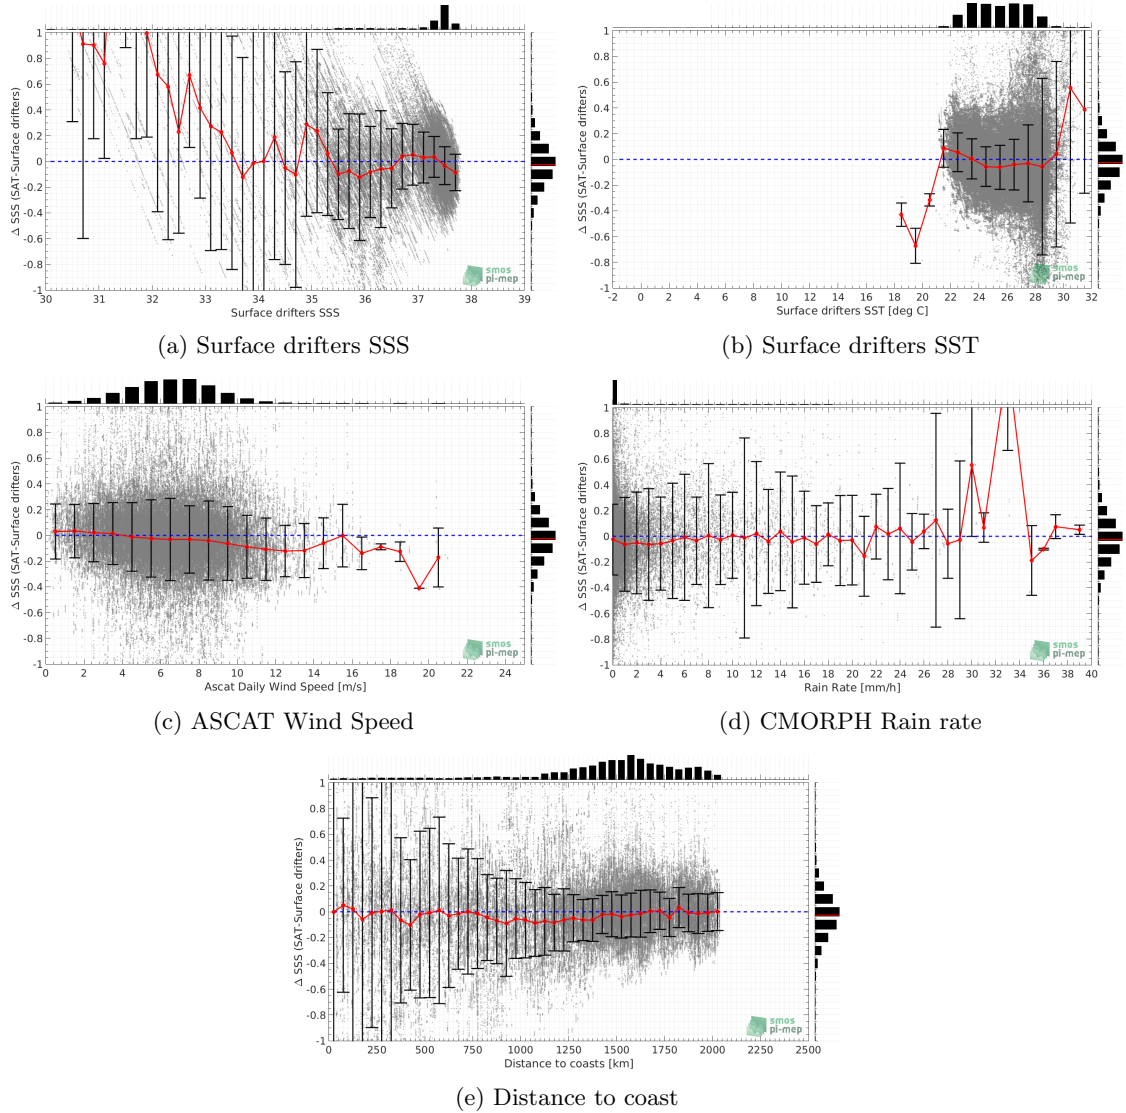 1
0.8
0.6
0.4
0.2
0
-0.2
-0.4
-0.6
-0.8
-1
Δ SSS (SAT-Surface drifters)
30 31 32 33 34 35 36 37 38 39
Surface drifters SSS
smos
pi-mep
(a) Surface drifters SSS
1
0.8
0.6
0.4
0.2
0
-0.2
-0.4
-0.6
-0.8
-1
Δ SSS (SAT-Surface drifters)
-2 0 2 4 6 8 10 12 14 16 18 20 22 24 26 28 30 32
Surface drifters SST [deg C]
smos
pi-mep
(b) Surface drifters SST
1
0.8
0.6
0.4
0.2
0
-0.2
-0.4
-0.6
-0.8
-1
Δ SSS (SAT-Surface drifters)
0 2 4 6 8 10 12 14 16 18 20 22 24
Ascat Daily Wind Speed [m/s]
smos
pi-mep
(c) ASCAT Wind Speed
1
0.8
0.6
0.4
0.2
0
-0.2
-0.4
-0.6
-0.8
-1
Δ SSS (SAT-Surface drifters)
0 2 4 6 8 10 12 14 16 18 20 22 24 26 28 30 32 34 36 38 40
Rain Rate [mm/h]
smos
pi-mep
(d) CMORPH Rain rate
1
0.8
0.6
0.4
0.2
0
-0.2
-0.4
-0.6
-0.8
-1
Δ SSS (SAT-Surface drifters)
0 250 500 750 1000 1250 1500 1750 2000 2250 2500
Distance to coasts [km]
smos
pi-mep
(e) Distance to coast